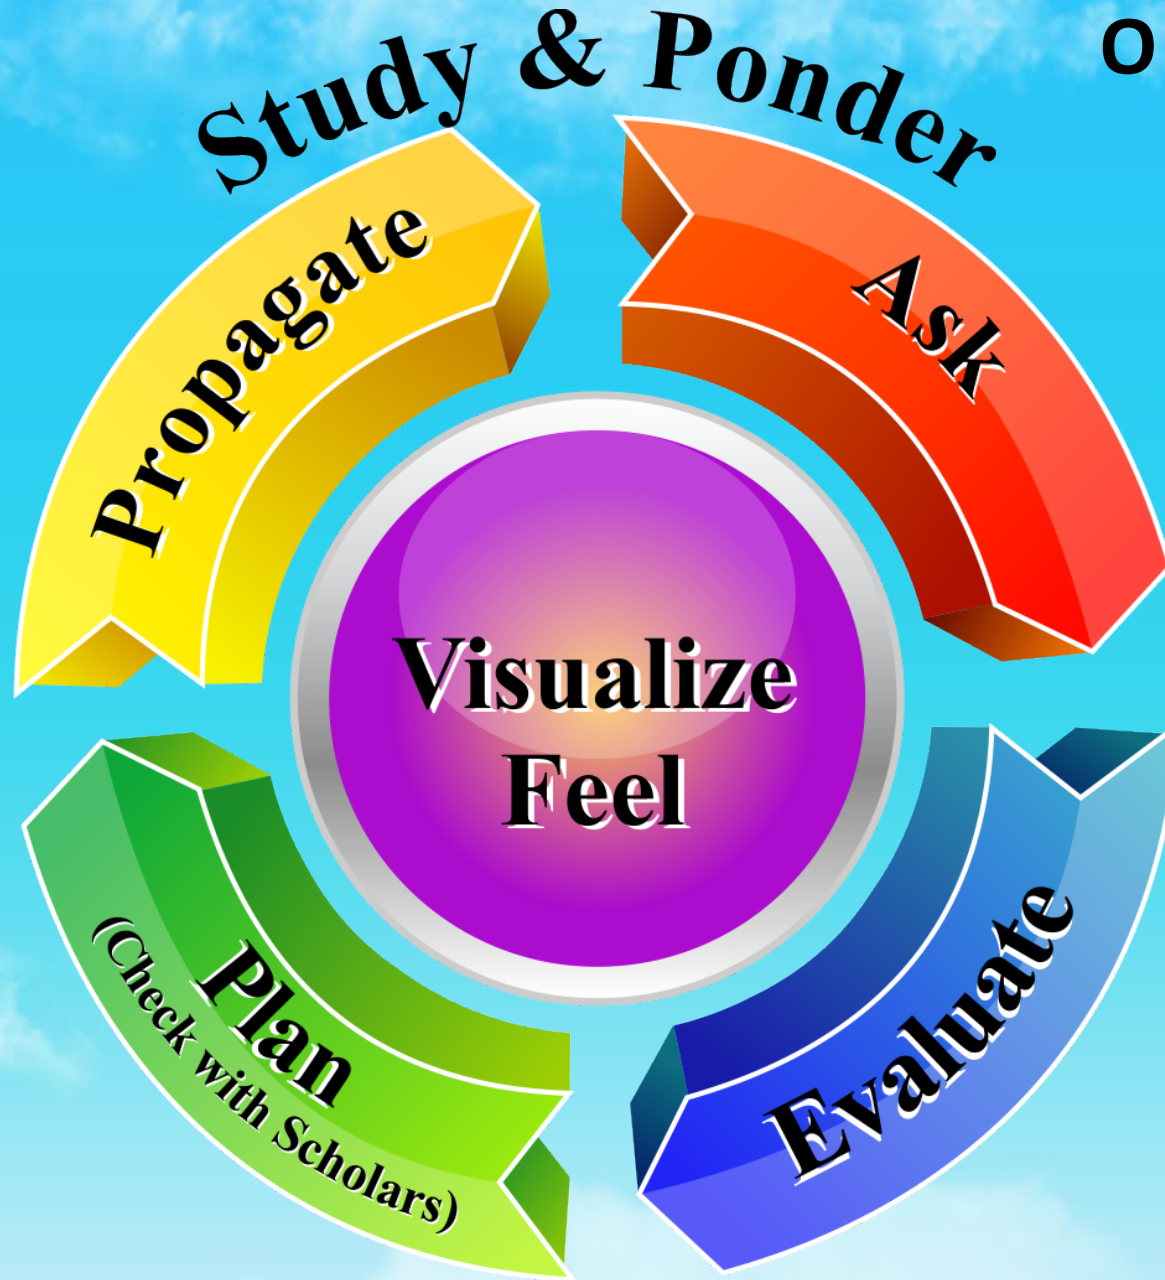 Study & Ponder
O
Propagate
Ask
Visualize
Feel
Plan
(Check with Scholars)
Evaluate